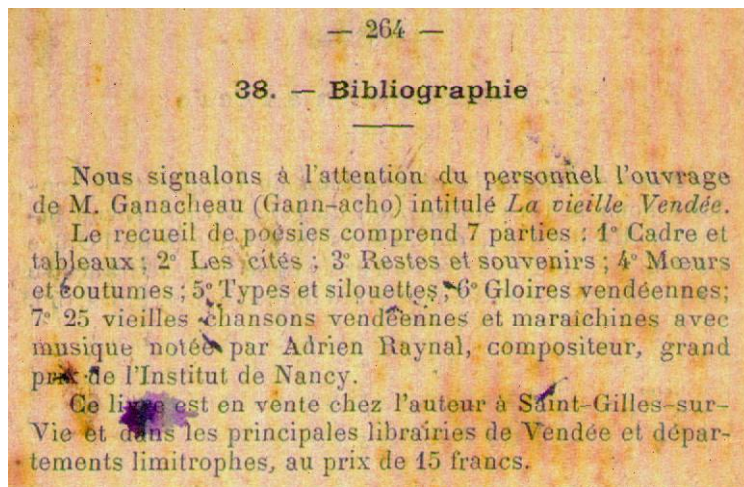 — 264 —
38. — Bibliographie
Nous signalons à l'attention du personnel l'ouvrage
de M. Ganacheau (Gann-acho) intitulé La vieille Vendée.
Le recueil de poésies comprend 7 parties : 1° Cadre et
tableaux ; 2° Les cités ; 3° Restes et souvenirs ; 4° Mœurs
et coutumes ; 5° Types et silouettes ; 6° Gloires vendéennes ;
7° 25 vieilles chansons vendéennes et maraichines avec
musique notée par Adrien Raynal, compositeur, grand
prix de l'Institut de Nancy.
Ce livre est en vente chez l'auteur à Saint-Gilles-sur-
Vie et dans les principales librairies de Vendée et dépar-
tements limitrophes, au prix de 15 francs.